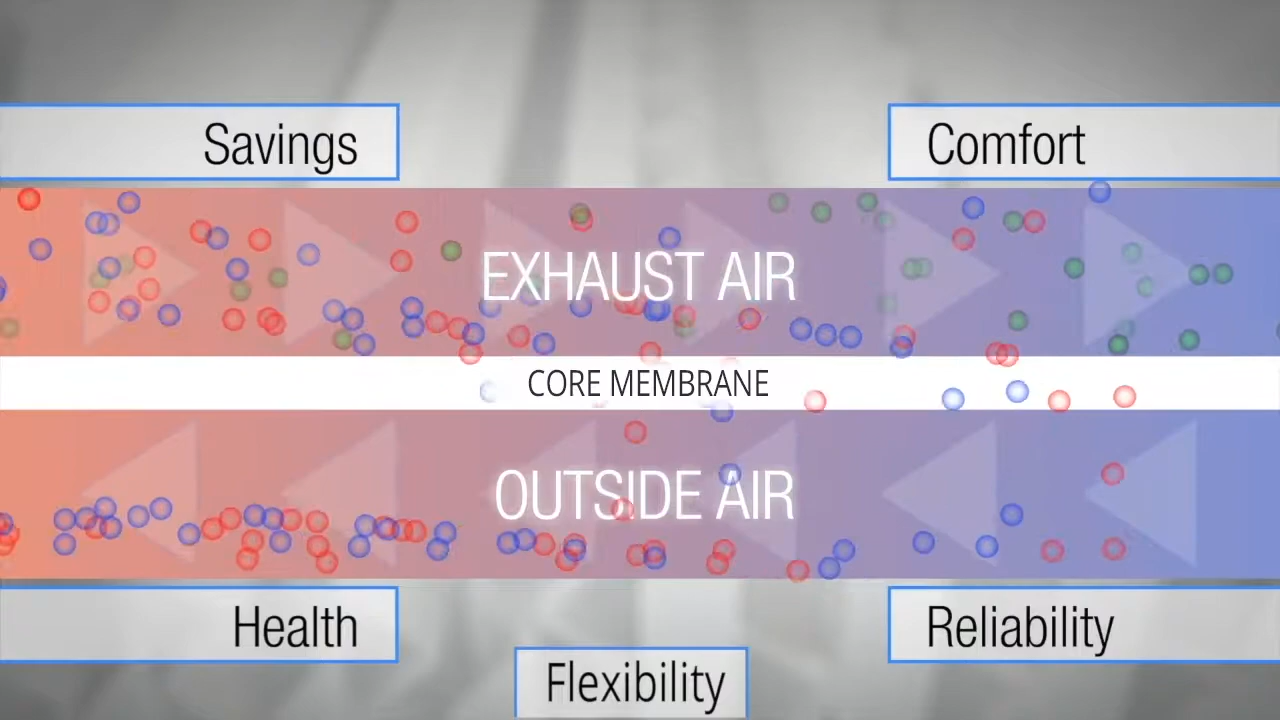 Savings
Comfort
EXHAUST AIR
CORE MEMBRANE
OUTSIDE AIR
Health
Reliability
Flexibility